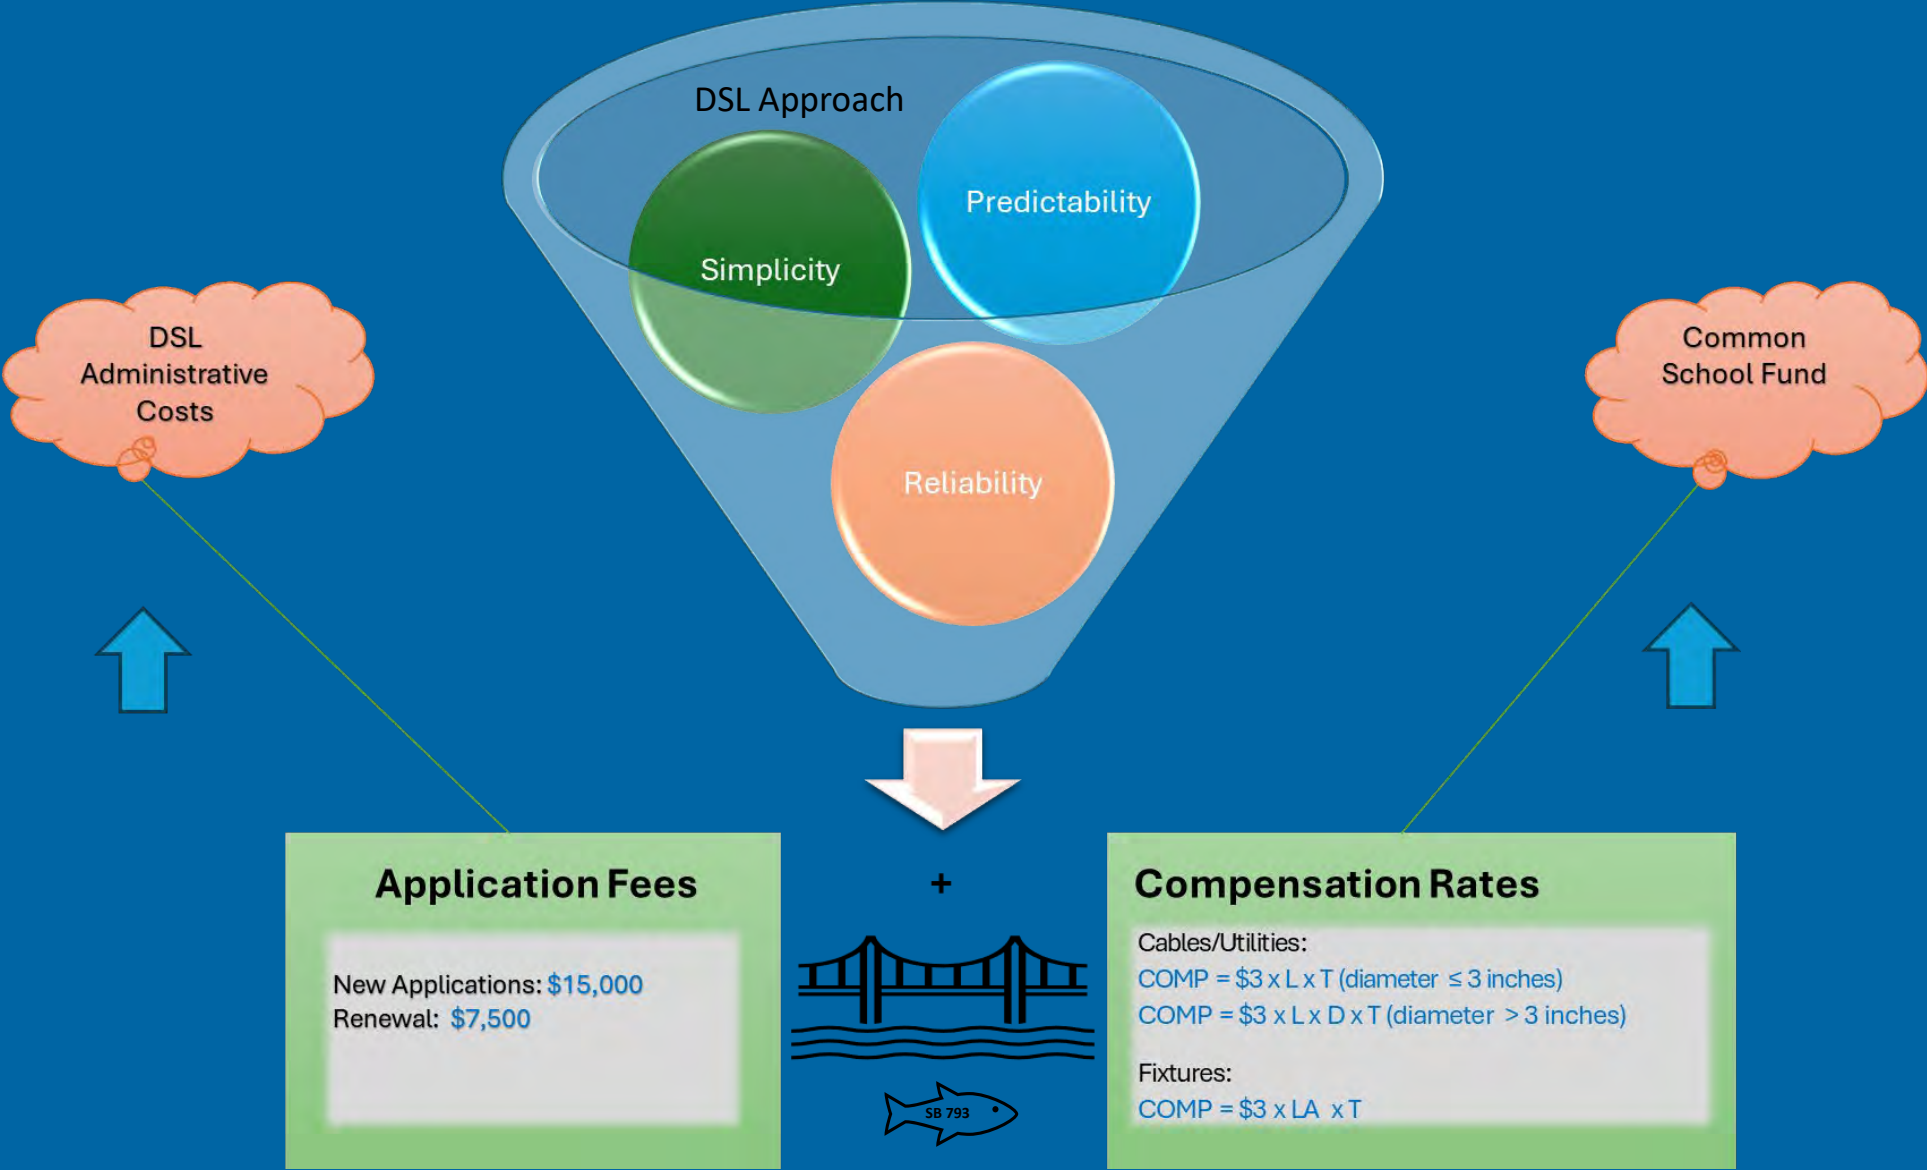 DSL Approach
Predictability
Simplicity
Reliability
DSL
Administrative
Costs
Common
School Fund
Application Fees
New Applications: $15,000
Renewal: $7,500
+
SB 793
Compensation Rates
Cables/Utilities:
COMP = $3 x L x T (diameter ≤ 3 inches)
COMP = $3 x L x D x T (diameter > 3 inches)
Fixtures:
COMP = $3 x LA x T